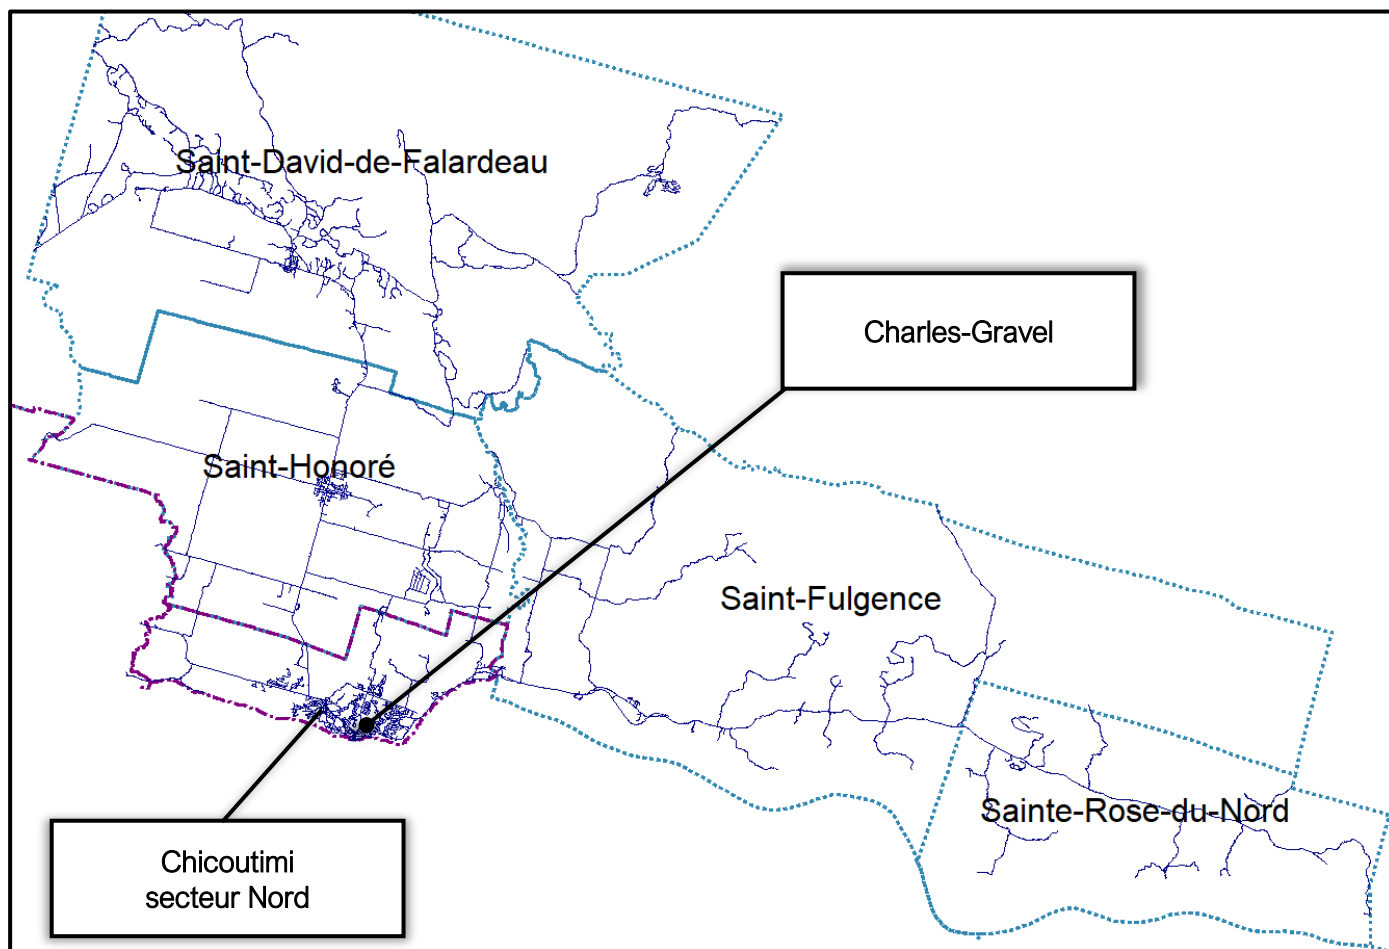 Saint-David-de-Falardeau
Charles-Gravel
Saint-Honoré
Saint-Fulgence
Sainte-Rose-du-Nord
Chicoutimi
secteur Nord